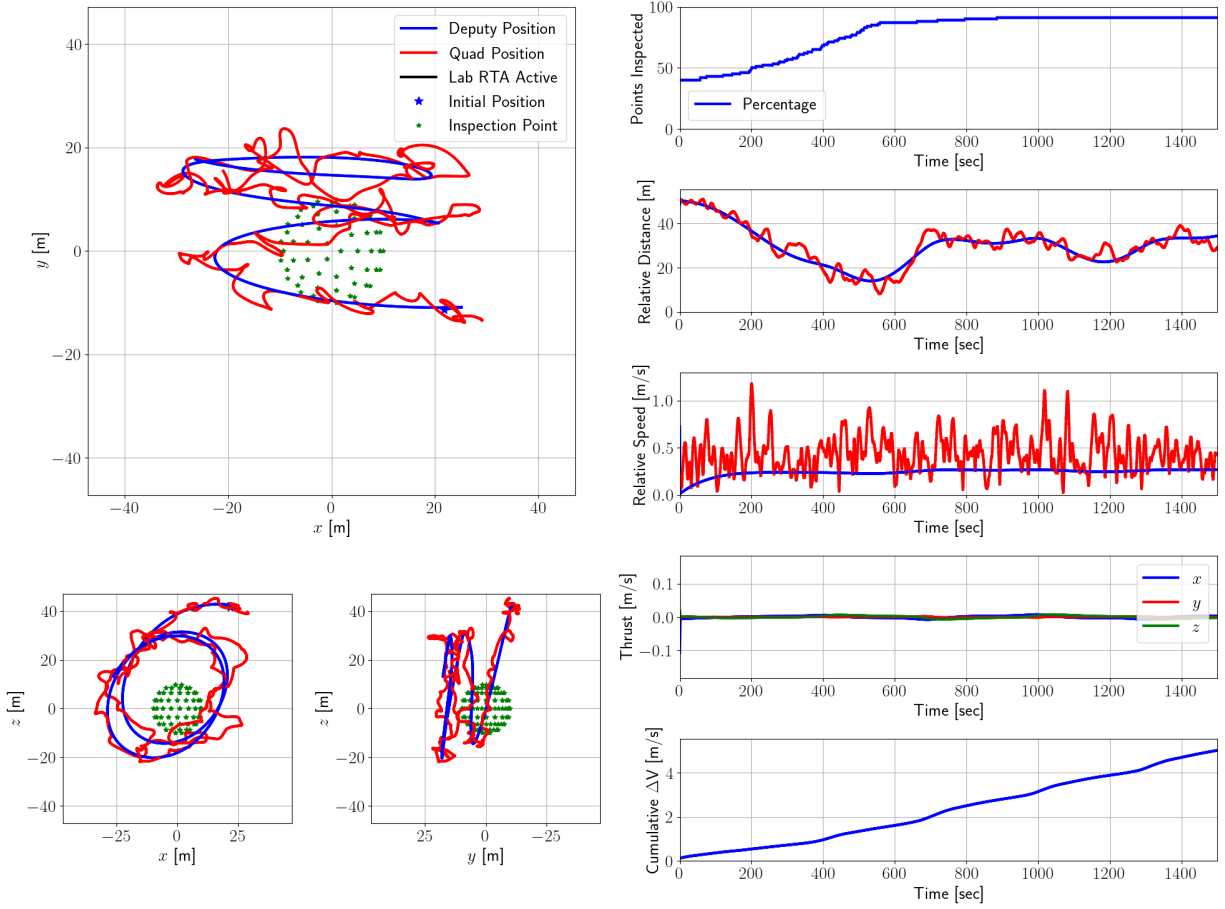 40
20
0
−20
−40
y [m]
−40 −20 0 20 40
x [m]
Deputy Position
Quad Position
Lab RTA Active
Initial Position
Inspection Point
40
20
0
−20
−40
z [m]
−25 0 25
x [m]
40
20
0
−20
−40
z [m]
25 0 −25
y [m]
100
50
0
Points Inspected
Percentage
0 200 400 600 800 1000 1200 1400
Time [sec]
40
20
0
Relative Distance [m]
0 200 400 600 800 1000 1200 1400
Time [sec]
1.0
0.5
0.0
Relative Speed [m/s]
0 200 400 600 800 1000 1200 1400
Time [sec]
0.1
0.0
−0.1
Thrust [m/s]
x
y
z
0 200 400 600 800 1000 1200 1400
Time [sec]
4
2
0
Cumulative ΔV [m/s]
0 200 400 600 800 1000 1200 1400
Time [sec]